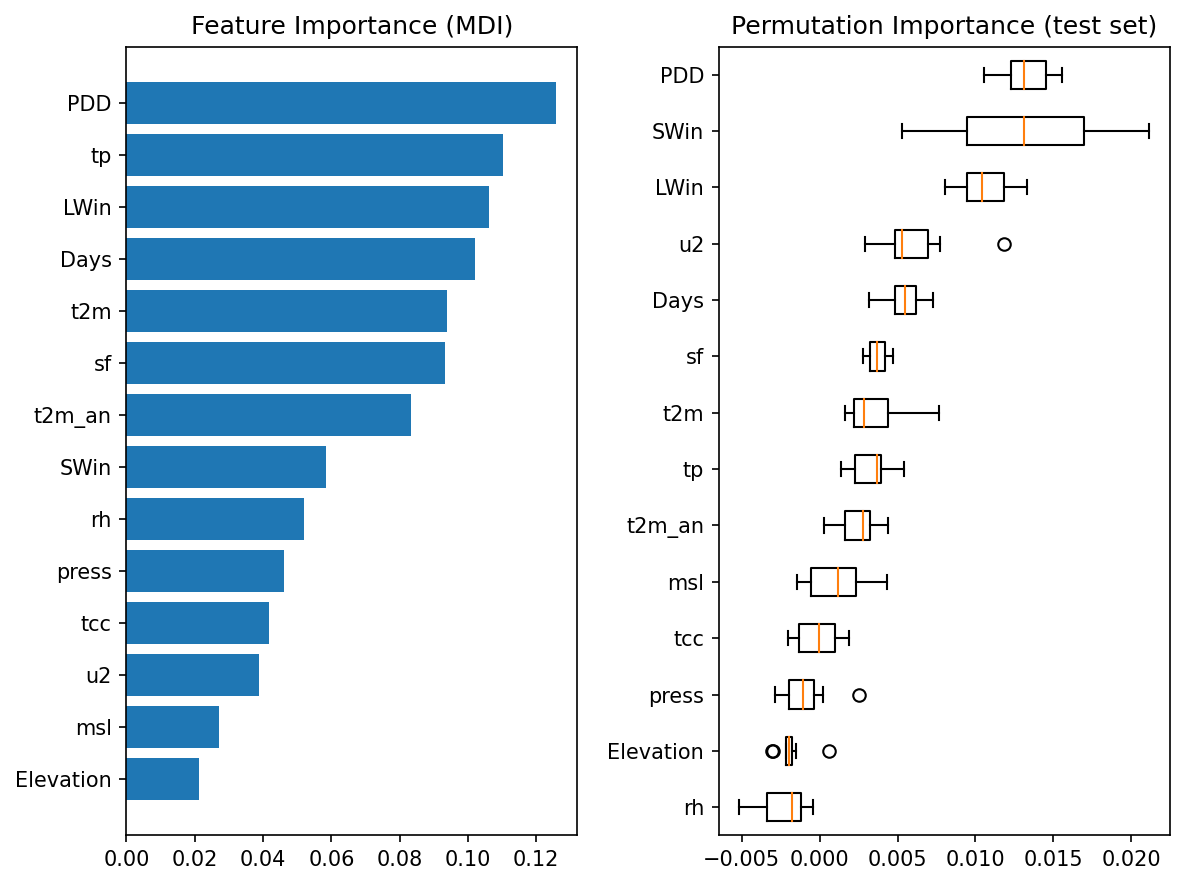 Feature Importance (MDI)
PDD
tp
LWin
Days
t2m
sf
t2m_an
SWin
rh
press
tcc
u2
msl
Elevation
0.00 0.02 0.04 0.06 0.08 0.10 0.12
Permutation Importance (test set)
PDD
SWin
LWin
u2
Days
sf
t2m
tp
t2m_an
msl
tcc
press
Elevation
rh
−0.005 0.000 0.005 0.010 0.015 0.020